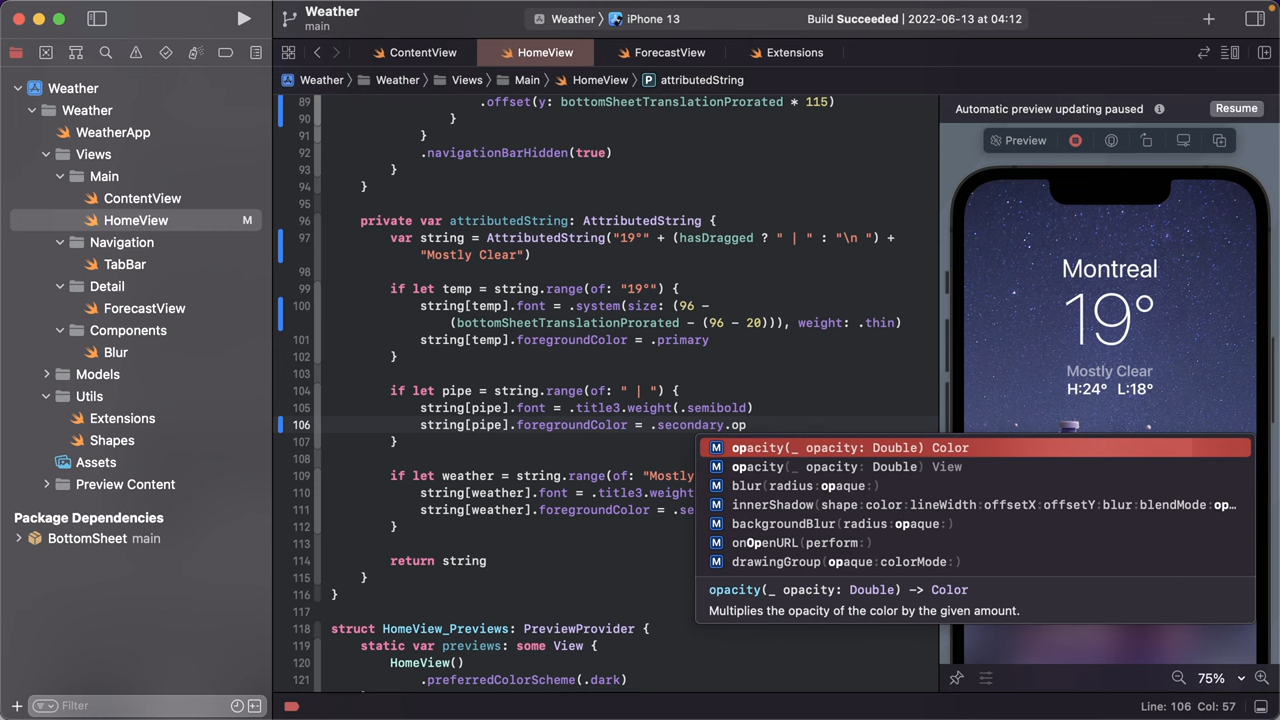 Weather
main
Weather
iPhone 13
Build Succeeded | 2022-06-13 at 04:12
ContentView
HomeView
ForecastView
Extensions
Weather
Weather
Views
Main
HomeView
P
attributedString
Weather
Weather
WeatherApp
Views
Main
ContentView
HomeView
M
Navigation
TabBar
Detail
ForecastView
Components
Blur
Models
Utils
Extensions
Shapes
Assets
Preview Content
Package Dependencies
BottomSheet main
Filter
89 .offset(y: bottomSheetTranslationProrated * 115)
90 }
91 }
92 .navigationBarHidden(true)
93 }
94 }
95
96 private var attributedString: AttributedString {
97 var string = AttributedString("19°" + (hasDragged ? " | " : "\n ") +
"Mostly Clear")
98
99 if let temp = string.range(of: "19°") {
100 string[temp].font = .system(size: (96 -
(bottomSheetTranslationProrated - (96 - 20))), weight: .thin)
101 string[temp].foregroundColor = .primary
102 }
103
104 if let pipe = string.range(of: " | ") {
105 string[pipe].font = .title3.weight(.semibold)
106 string[pipe].foregroundColor = .secondary.op
107 }
108
109 if let weather = string.range(of: "Mostly
110 string[weather].font = .title3.weight
111 string[weather].foregroundColor = .se
112 }
113
114 return string
115 }
116 }
117
118 struct HomeView_Previews: PreviewProvider {
119 static var previews: some View {
120 HomeView()
121 .preferredColorScheme(.dark)
M opacity(_ opacity: Double) Color
M opacity(_ opacity: Double) View
M blur(radius:opaque:)
M innerShadow(shape:color:lineWidth:offsetX:offsetY:blur:blendMode:op…
M backgroundBlur(radius:opaque:)
M onOpenURL(perform:)
M drawingGroup(opaque:colorMode:)
opacity(_ opacity: Double) -> Color
Multiplies the opacity of the color by the given amount.
Automatic preview updating paused
Resume
Preview
Montreal
19°
Mostly Clear
H:24° L:18°
75%
Line: 106 Col: 57